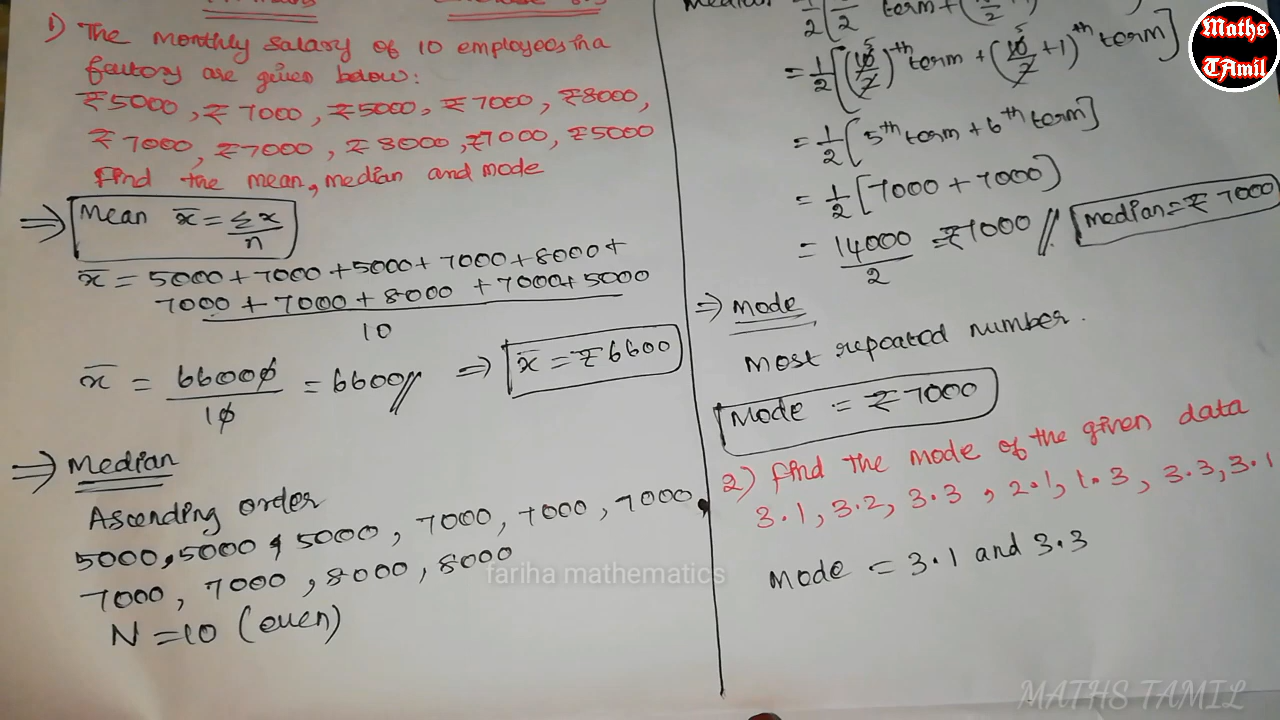 1) The monthly salary of 10 employees in a
factory are given below:
₹5000, ₹7000, ₹5000, ₹7000, ₹8000,
₹7000, ₹7000, ₹8000, ₹7000, ₹5000
Find the mean, median and mode
⇒ Mean x̄ = Σx/n
x̄ = 5000+7000+5000+7000+8000+
7000+7000+8000+7000+5000
10
x̄ = 66000/10 = 6600// ⇒ x̄ = ₹6600
⇒ Median
Ascending order
5000, 5000, 5000, 7000, 7000, 7000,
7000, 7000, 8000, 8000
N = 10 (even)
= 1/2 [(10/2)^th term + (10/2 + 1)^th term]
= 1/2 [5th term + 6th term]
= 1/2 [7000 + 7000]
= 14000/2 = ₹7000 // median = ₹7000
⇒ mode
most repeated number.
Mode = ₹7000
2) Find the mode of the given data
3.1, 3.2, 3.3, 2.1, 1.3, 3.3, 3.1
mode = 3.1 and 3.3
Maths
TAmil
fariha mathematics
MATHS TAMIL